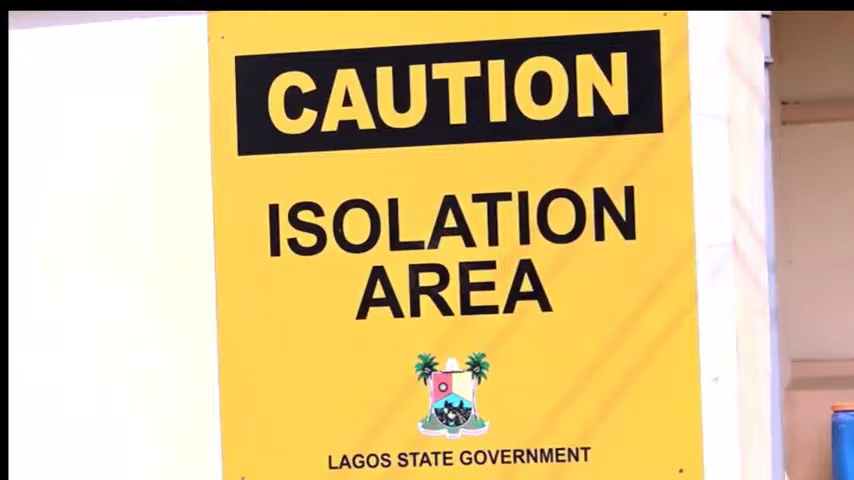 CAUTION
ISOLATION
AREA
LAGOS STATE GOVERNMENT